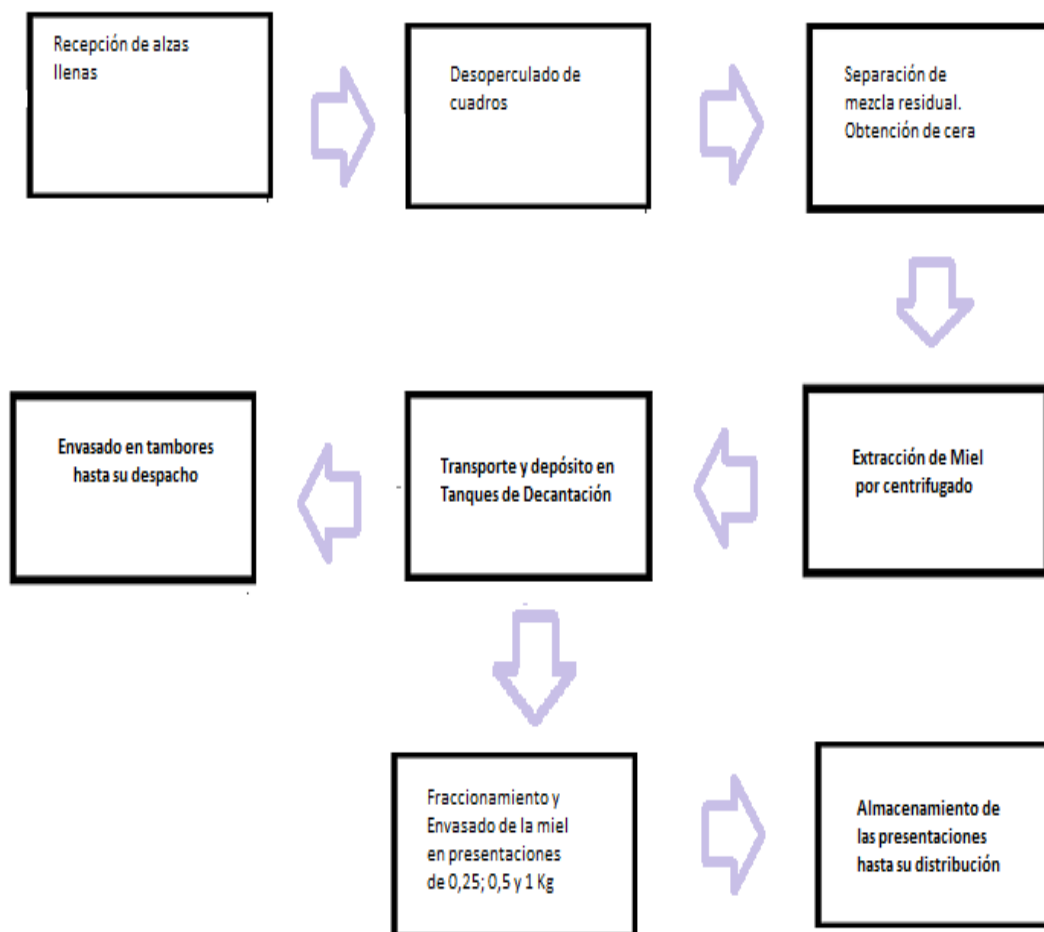 Recepción de alzas
llenas
Desoperculado de
cuadros
Separación de
mezcla residual.
Obtención de cera
Extracción de Miel
por centrifugado
Transporte y depósito en
Tanques de Decantación
Envasado en tambores
hasta su despacho
Fraccionamiento y
Envasado de la miel
en presentaciones
de 0,25; 0,5 y 1 Kg
Almacenamiento de
las presentaciones
hasta su distribución